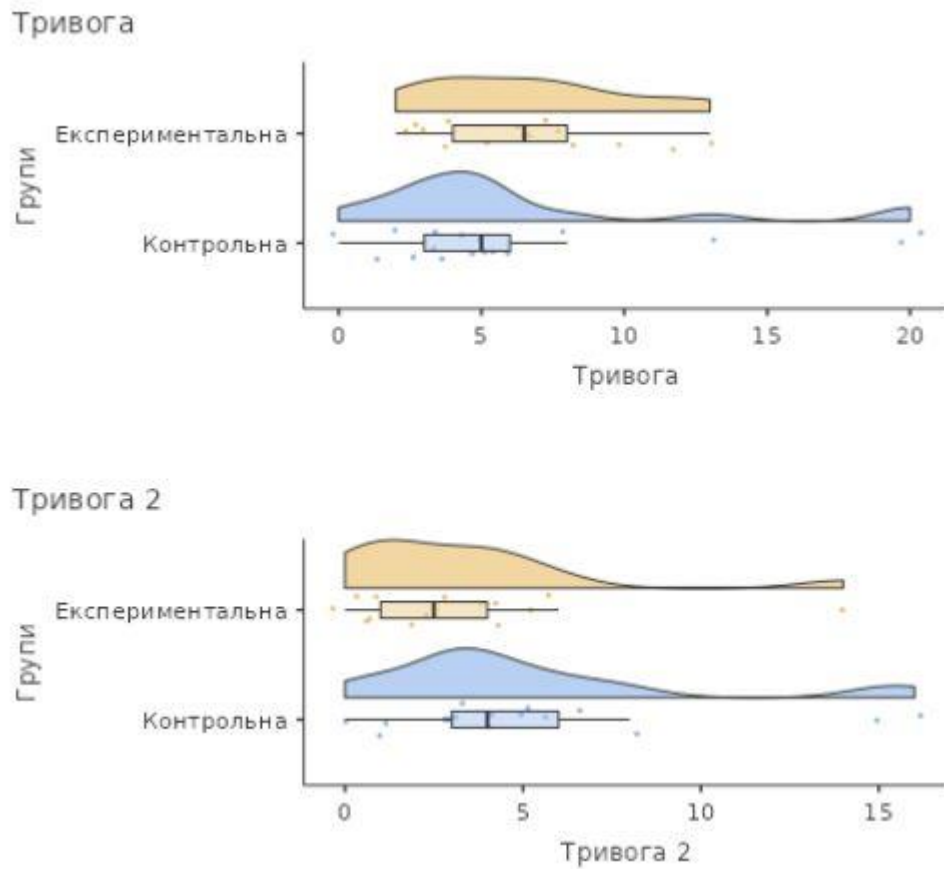 Тривога
Експериментальна
Групи
Контрольна
0 5 10 15 20
Тривога
Тривога 2
Експериментальна
Групи
Контрольна
0 5 10 15
Тривога 2